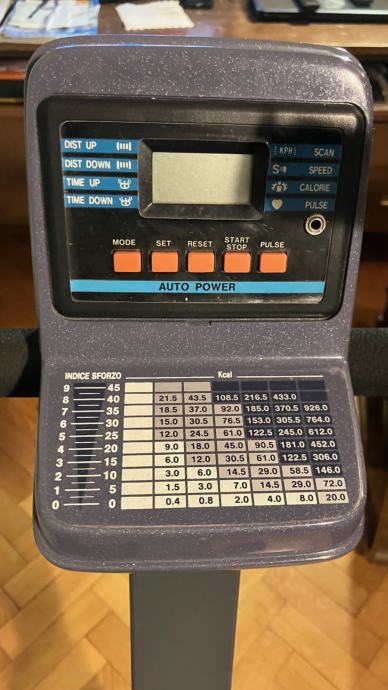 DIST UP
DIST DOWN
TIME UP
TIME DOWN
KPH SCAN
SPEED
CALORIE
PULSE
MODE SET RESET START STOP PULSE
AUTO POWER
INDICE SFORZO Kcal
9 45
8 40 21.5 43.5 108.5 216.5 433.0
7 35 18.5 37.0 92.0 185.0 370.5 926.0
6 30 15.0 30.5 76.5 153.0 305.5 764.0
5 25 12.0 24.5 61.0 122.5 245.0 612.0
4 20 9.0 18.0 45.0 90.5 181.0 452.0
3 15 6.0 12.0 30.5 61.0 122.5 306.0
2 10 3.0 6.0 14.5 29.0 58.5 146.0
1 5 1.5 3.0 7.0 14.5 29.0 72.0
0 0 0.4 0.8 2.0 4.0 8.0 20.0